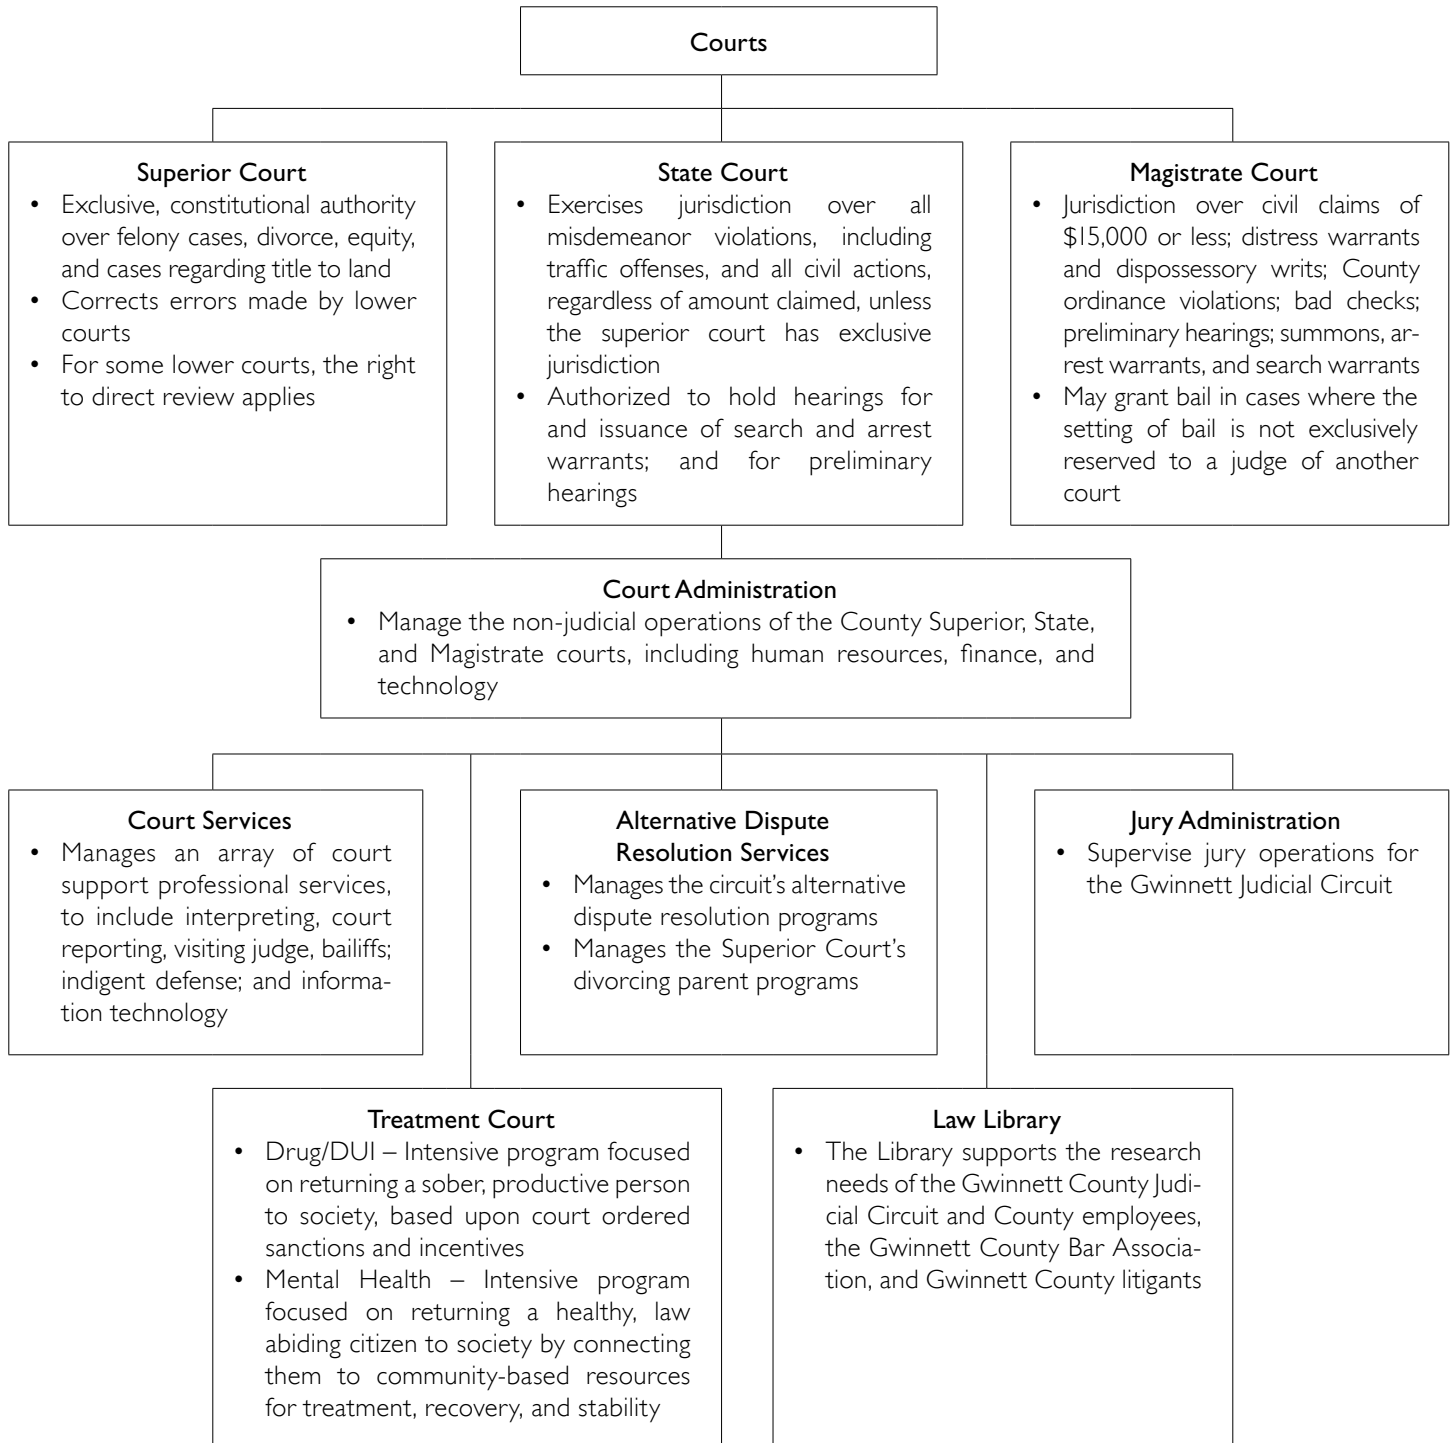 Courts
Superior Court
• Exclusive, constitutional authority
over felony cases, divorce, equity,
and cases regarding title to land
• Corrects errors made by lower
courts
• For some lower courts, the right
to direct review applies
State Court
• Exercises jurisdiction over all
misdemeanor violations, including
traffic offenses, and all civil actions,
regardless of amount claimed, unless
the superior court has exclusive
jurisdiction
• Authorized to hold hearings for
and issuance of search and arrest
warrants; and for preliminary
hearings
Magistrate Court
• Jurisdiction over civil claims of
$15,000 or less; distress warrants
and dispossessory writs; County
ordinance violations; bad checks;
preliminary hearings; summons, ar-
rest warrants, and search warrants
• May grant bail in cases where the
setting of bail is not exclusively
reserved to a judge of another
court
Court Administration
• Manage the non-judicial operations of the County Superior, State,
and Magistrate courts, including human resources, finance, and
technology
Court Services
• Manages an array of court
support professional services,
to include interpreting, court
reporting, visiting judge, bailiffs;
indigent defense; and informa-
tion technology
Alternative Dispute
Resolution Services
• Manages the circuit's alternative
dispute resolution programs
• Manages the Superior Court's
divorcing parent programs
Jury Administration
• Supervise jury operations for
the Gwinnett Judicial Circuit
Treatment Court
• Drug/DUI – Intensive program focused
on returning a sober, productive person
to society, based upon court ordered
sanctions and incentives
• Mental Health – Intensive program
focused on returning a healthy, law
abiding citizen to society by connecting
them to community-based resources
for treatment, recovery, and stability
Law Library
• The Library supports the research
needs of the Gwinnett County Judi-
cial Circuit and County employees,
the Gwinnett County Bar Associa-
tion, and Gwinnett County litigants